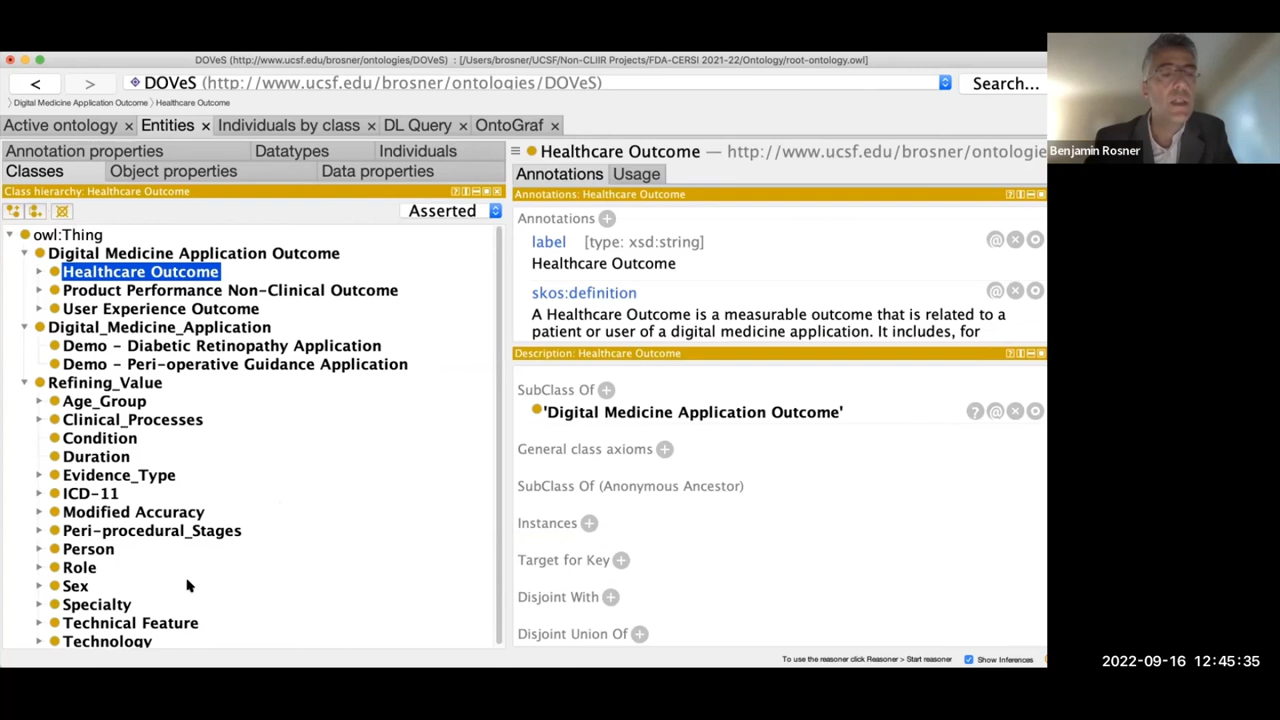 DOVeS (http://www.ucsf.edu/brosner/ontologies/DOVeS) : [/Users/brosner/UCSF/Non-CLIIR Projects/FDA-CERSI 2021-22/Ontology/root-ontology.owl]
< > DOVeS (http://www.ucsf.edu/brosner/ontologies/DOVeS) Search...
〉Digital Medicine Application Outcome 〉Healthcare Outcome
Active ontology × Entities × Individuals by class × DL Query × OntoGraf ×
Annotation properties Datatypes Individuals
Classes Object properties Data properties
Class hierarchy: Healthcare Outcome
Asserted
owl:Thing
Digital Medicine Application Outcome
Healthcare Outcome
Product Performance Non-Clinical Outcome
User Experience Outcome
Digital_Medicine_Application
Demo - Diabetic Retinopathy Application
Demo - Peri-operative Guidance Application
Refining_Value
Age_Group
Clinical_Processes
Condition
Duration
Evidence_Type
ICD-11
Modified Accuracy
Peri-procedural_Stages
Person
Role
Sex
Specialty
Technical Feature
Technology
Healthcare Outcome — http://www.ucsf.edu/brosner/ontologie
Annotations Usage
Annotations: Healthcare Outcome
Annotations
label [type: xsd:string]
Healthcare Outcome
skos:definition
A Healthcare Outcome is a measurable outcome that is related to a
patient or user of a digital medicine application. It includes, for
Description: Healthcare Outcome
SubClass Of
'Digital Medicine Application Outcome'
General class axioms
SubClass Of (Anonymous Ancestor)
Instances
Target for Key
Disjoint With
Disjoint Union Of
To use the reasoner click Reasoner > Start reasoner Show Inferences
Benjamin Rosner
2022-09-16 12:45:35